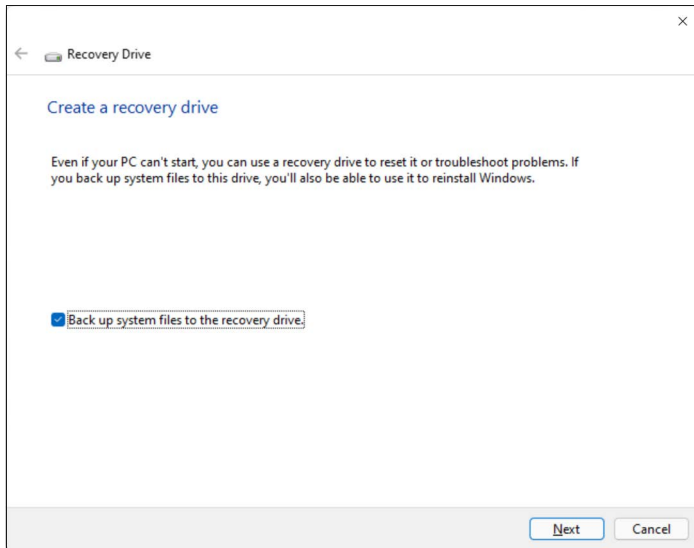 Recovery Drive
Create a recovery drive
Even if your PC can't start, you can use a recovery drive to reset it or troubleshoot problems. If
you back up system files to this drive, you'll also be able to use it to reinstall Windows.
Back up system files to the recovery drive.
Next Cancel